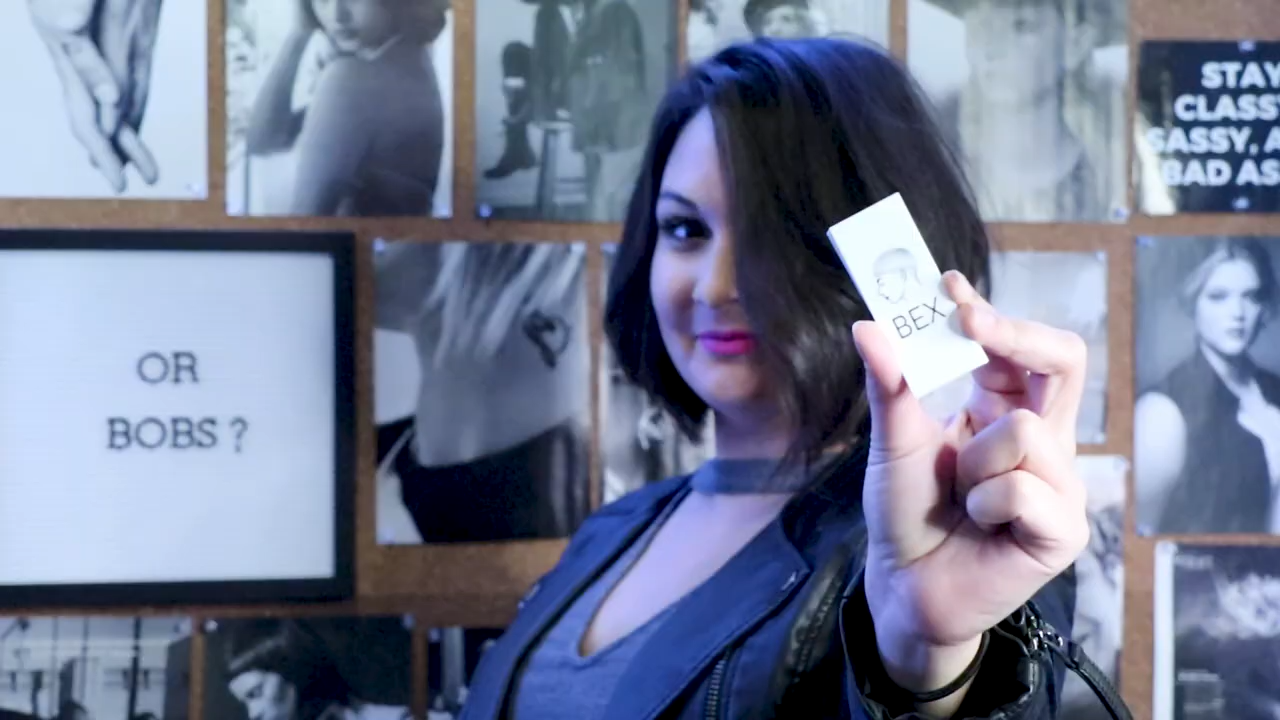 OR
BOBS ?
BEX
STAY
CLASS
SASSY, A
BAD AS